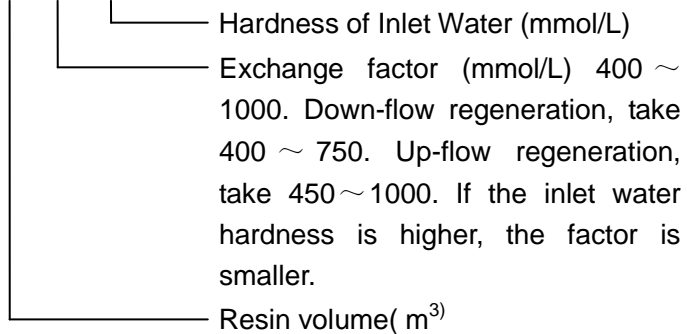 Hardness of Inlet Water (mmol/L)
Exchange factor (mmol/L) 400 ～
1000. Down-flow regeneration, take
400 ～ 750. Up-flow regeneration,
take 450～1000. If the inlet water
hardness is higher, the factor is
smaller.
Resin volume( m³⁾